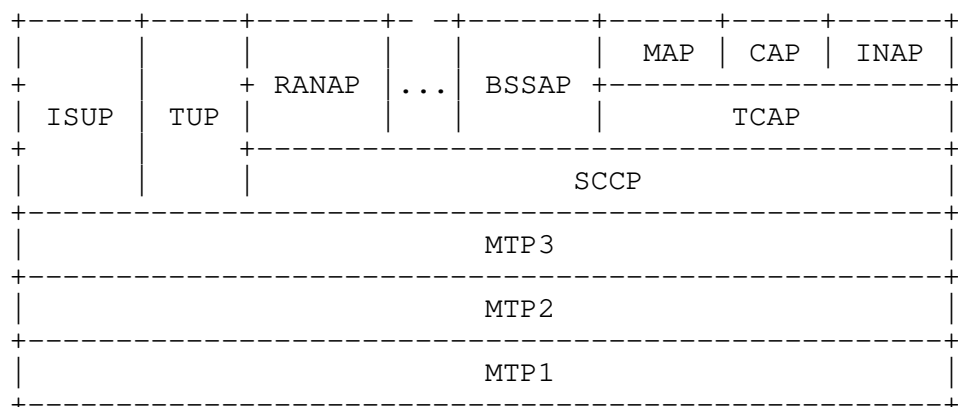 MAP CAP INAP
RANAP ... BSSAP
ISUP TUP TCAP
SCCP
MTP3
MTP2
MTP1